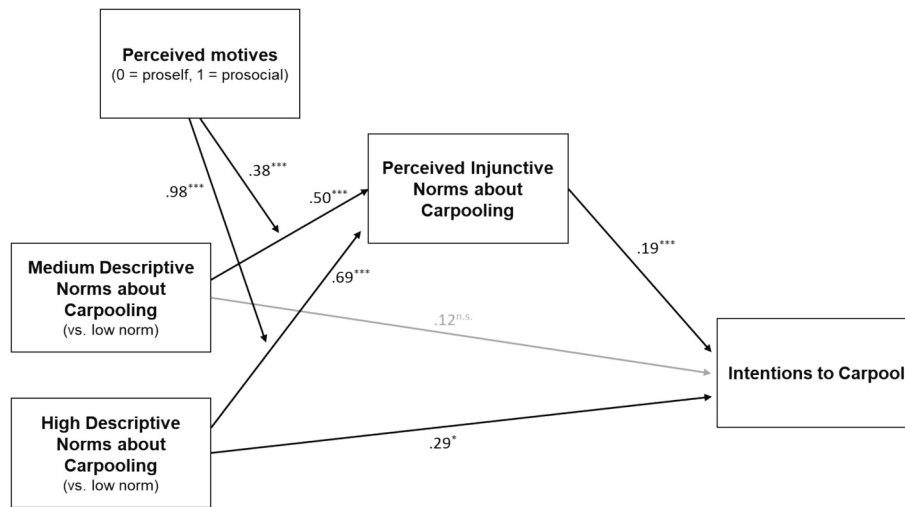 Perceived motives
(0 = proself, 1 = prosocial)
Perceived Injunctive
Norms about
Carpooling
.38***
.98***
.50***
.69***
.19***
Medium Descriptive
Norms about
Carpooling
(vs. low norm)
.12n.s.
Intentions to Carpool
High Descriptive
Norms about
Carpooling
(vs. low norm)
.29*